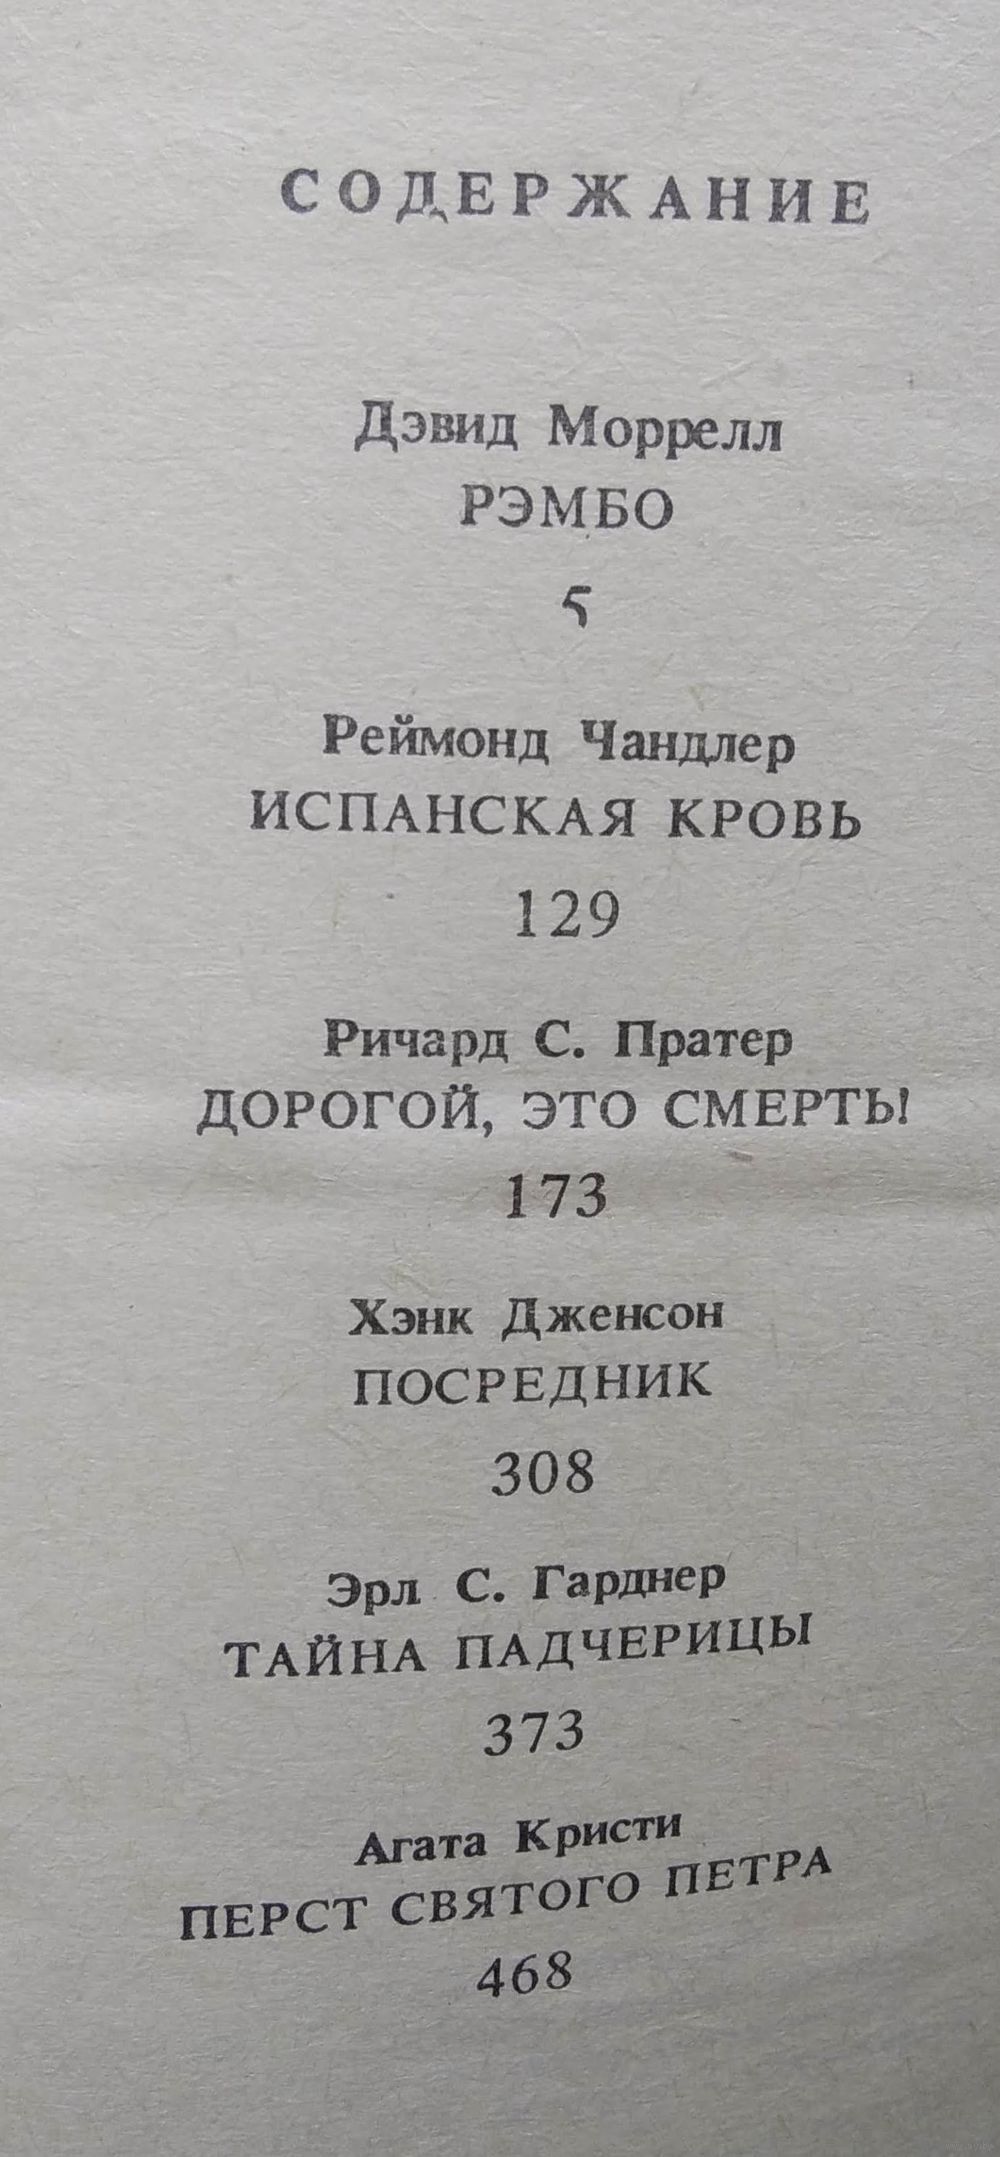 СОДЕРЖАНИЕ
Дэвид Моррелл
РЭМБО
5
Реймонд Чандлер
ИСПАНСКАЯ КРОВЬ
129
Ричард С. Пратер
ДОРОГОЙ, ЭТО СМЕРТЬ!
173
Хэнк Дженсон
ПОСРЕДНИК
308
Эрл С. Гарднер
ТАЙНА ПАДЧЕРИЦЫ
373
Агата Кристи
ПЕРСТ СВЯТОГО ПЕТРА
468